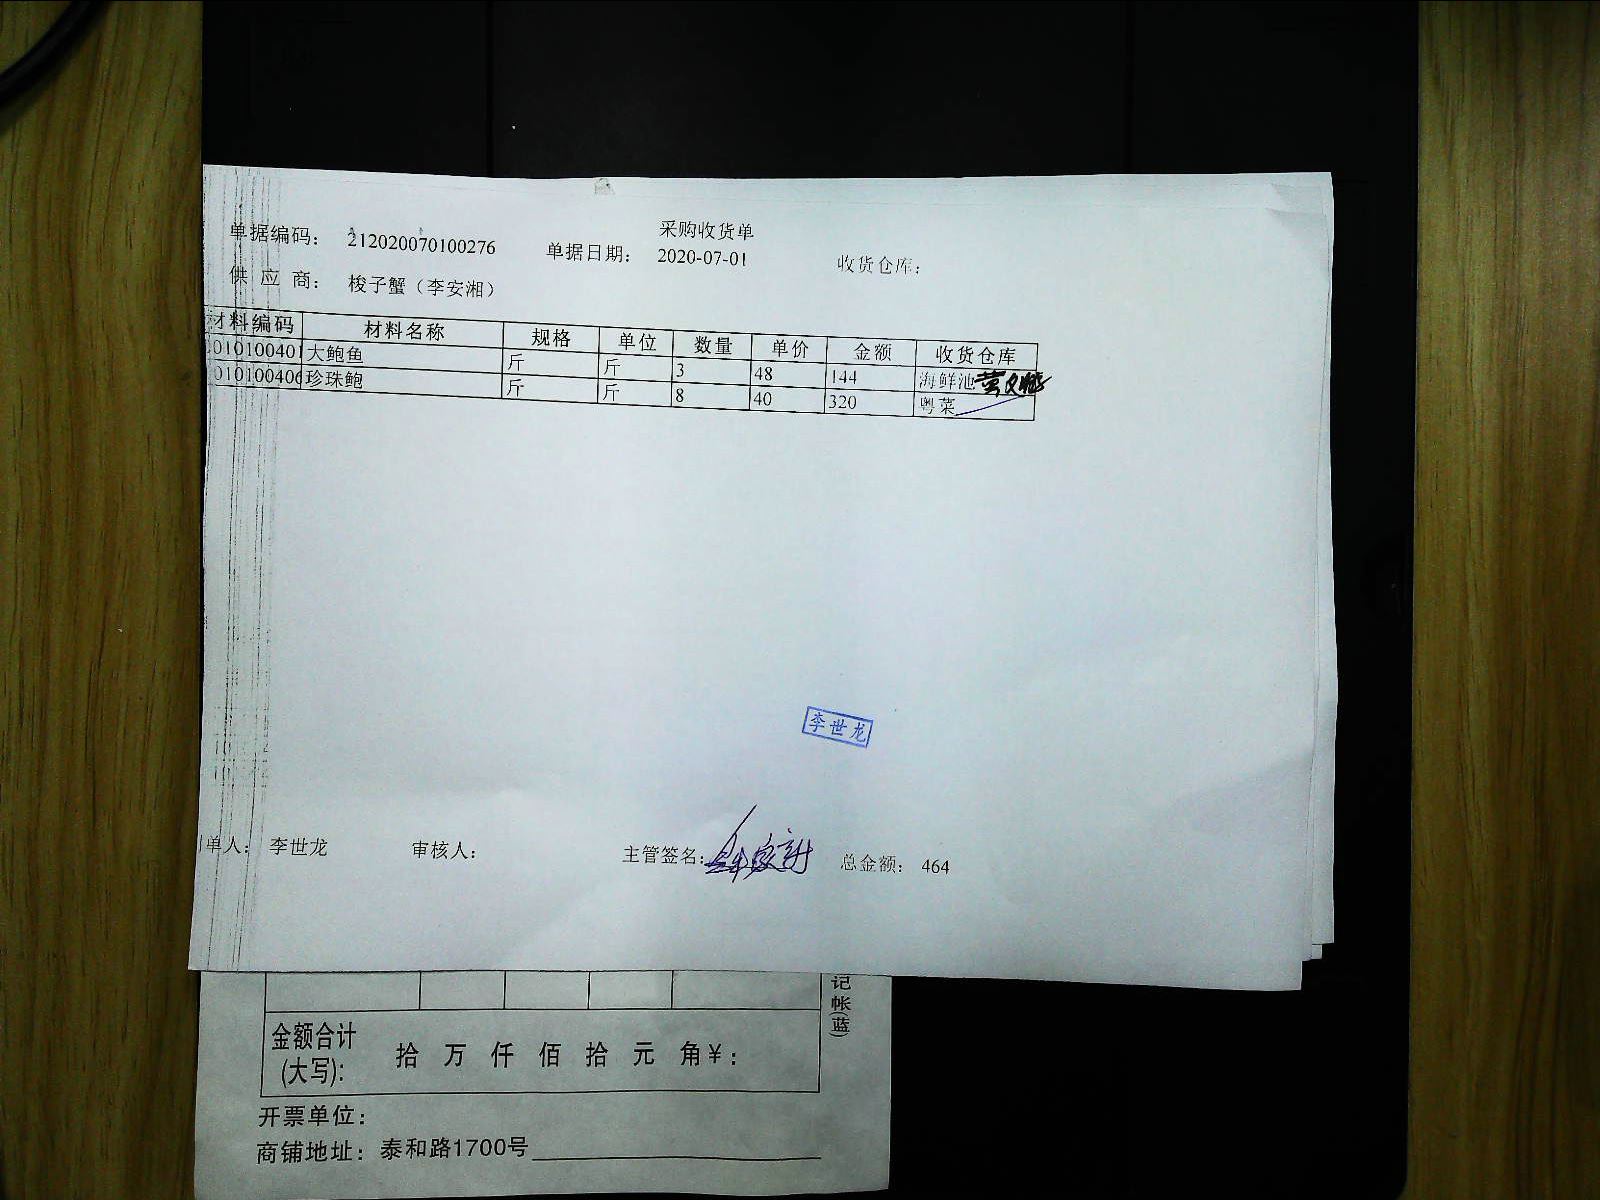 采购收货单
单据编码： 212020070100276 单据日期： 2020-07-01 收货仓库：
供 应 商： 梭子蟹（李安湘）
材料编码 材料名称 规格 单位 数量 单价 金额 收货仓库
010100401 大鲍鱼 斤 斤 3 48 144 海鲜池
010100406 珍珠鲍 斤 斤 8 40 320 粤菜
李世龙
单人： 李世龙 审核人： 主管签名： 总金额： 464
记帐(蓝)
金额合计
(大写): 拾 万 仟 佰 拾 元 角¥：
开票单位：
商铺地址：泰和路1700号